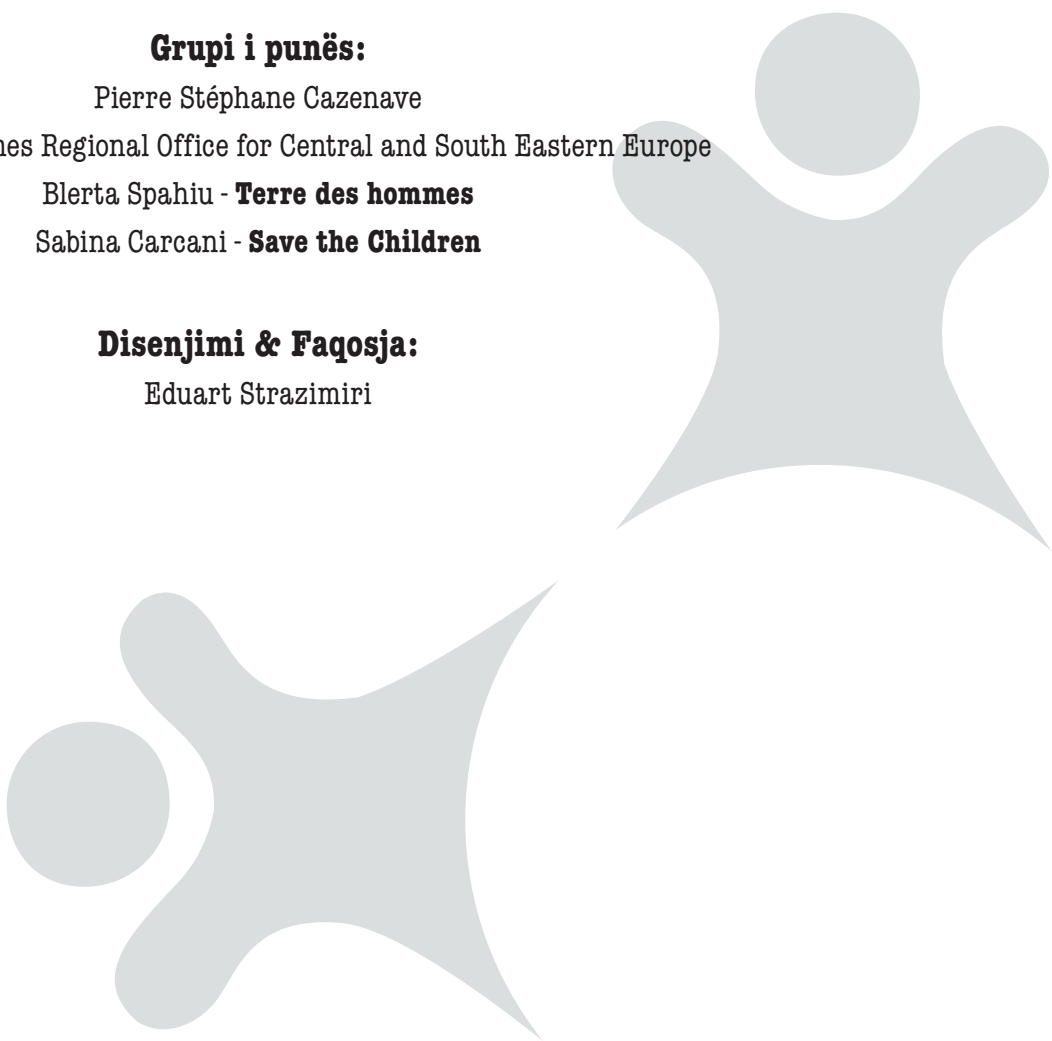 Grupi i punës:
Pierre Stéphane Cazenave
Regional Office for Central and South Eastern Europe
Blerta Spahiu - Terre des hommes
Sabina Carcani - Save the Children
Disenjimi & Faqosja:
Eduart Strazimiri